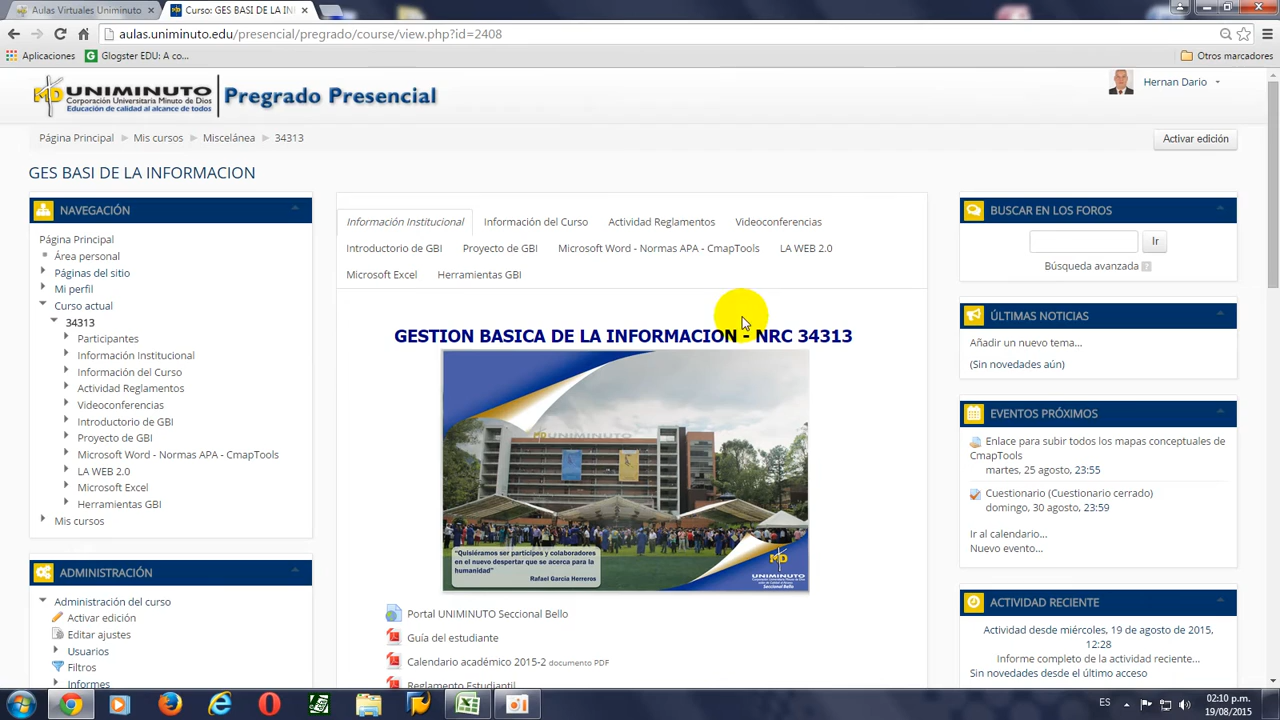 Aulas Virtuales Uniminuto
Curso: GES BASI DE LA IN
aulas.uniminuto.edu/presencial/pregrado/course/view.php?id=2408
Aplicaciones
Glogster EDU: A co...
Otros marcadores
UNIMINUTO
Corporación Universitaria Minuto de Dios
Educación de calidad al alcance de todos
Pregrado Presencial
Hernan Dario
Página Principal
Mis cursos
Miscelánea
34313
Activar edición
GES BASI DE LA INFORMACION
NAVEGACIÓN
Página Principal
Área personal
Páginas del sitio
Mi perfil
Curso actual
34313
Participantes
Información Institucional
Información del Curso
Actividad Reglamentos
Videoconferencias
Introductorio de GBI
Proyecto de GBI
Microsoft Word - Normas APA - CmapTools
LA WEB 2.0
Microsoft Excel
Herramientas GBI
Mis cursos
ADMINISTRACIÓN
Administración del curso
Activar edición
Editar ajustes
Usuarios
Filtros
Informes
Información Institucional
Información del Curso
Actividad Reglamentos
Videoconferencias
Introductorio de GBI
Proyecto de GBI
Microsoft Word - Normas APA - CmapTools
LA WEB 2.0
Microsoft Excel
Herramientas GBI
GESTION BASICA DE LA INFORMACION - NRC 34313
UNIMINUTO
"Quisiéramos ser partícipes y colaboradores
en el nuevo despertar que se acerca para la
humanidad"
Rafael García Herreros
UNIMINUTO
Seccional Bello
Portal UNIMINUTO Seccional Bello
Guía del estudiante
Calendario académico 2015-2 documento PDF
Reglamento Estudiantil
BUSCAR EN LOS FOROS
Ir
Búsqueda avanzada
ÚLTIMAS NOTICIAS
Añadir un nuevo tema...
(Sin novedades aún)
EVENTOS PRÓXIMOS
Enlace para subir todos los mapas conceptuales de
CmapTools
martes, 25 agosto, 23:55
Cuestionario (Cuestionario cerrado)
domingo, 30 agosto, 23:59
Ir al calendario...
Nuevo evento...
ACTIVIDAD RECIENTE
Actividad desde miércoles, 19 de agosto de 2015,
12:28
Informe completo de la actividad reciente...
Sin novedades desde el último acceso
ES
02:10 p.m.
19/08/2015